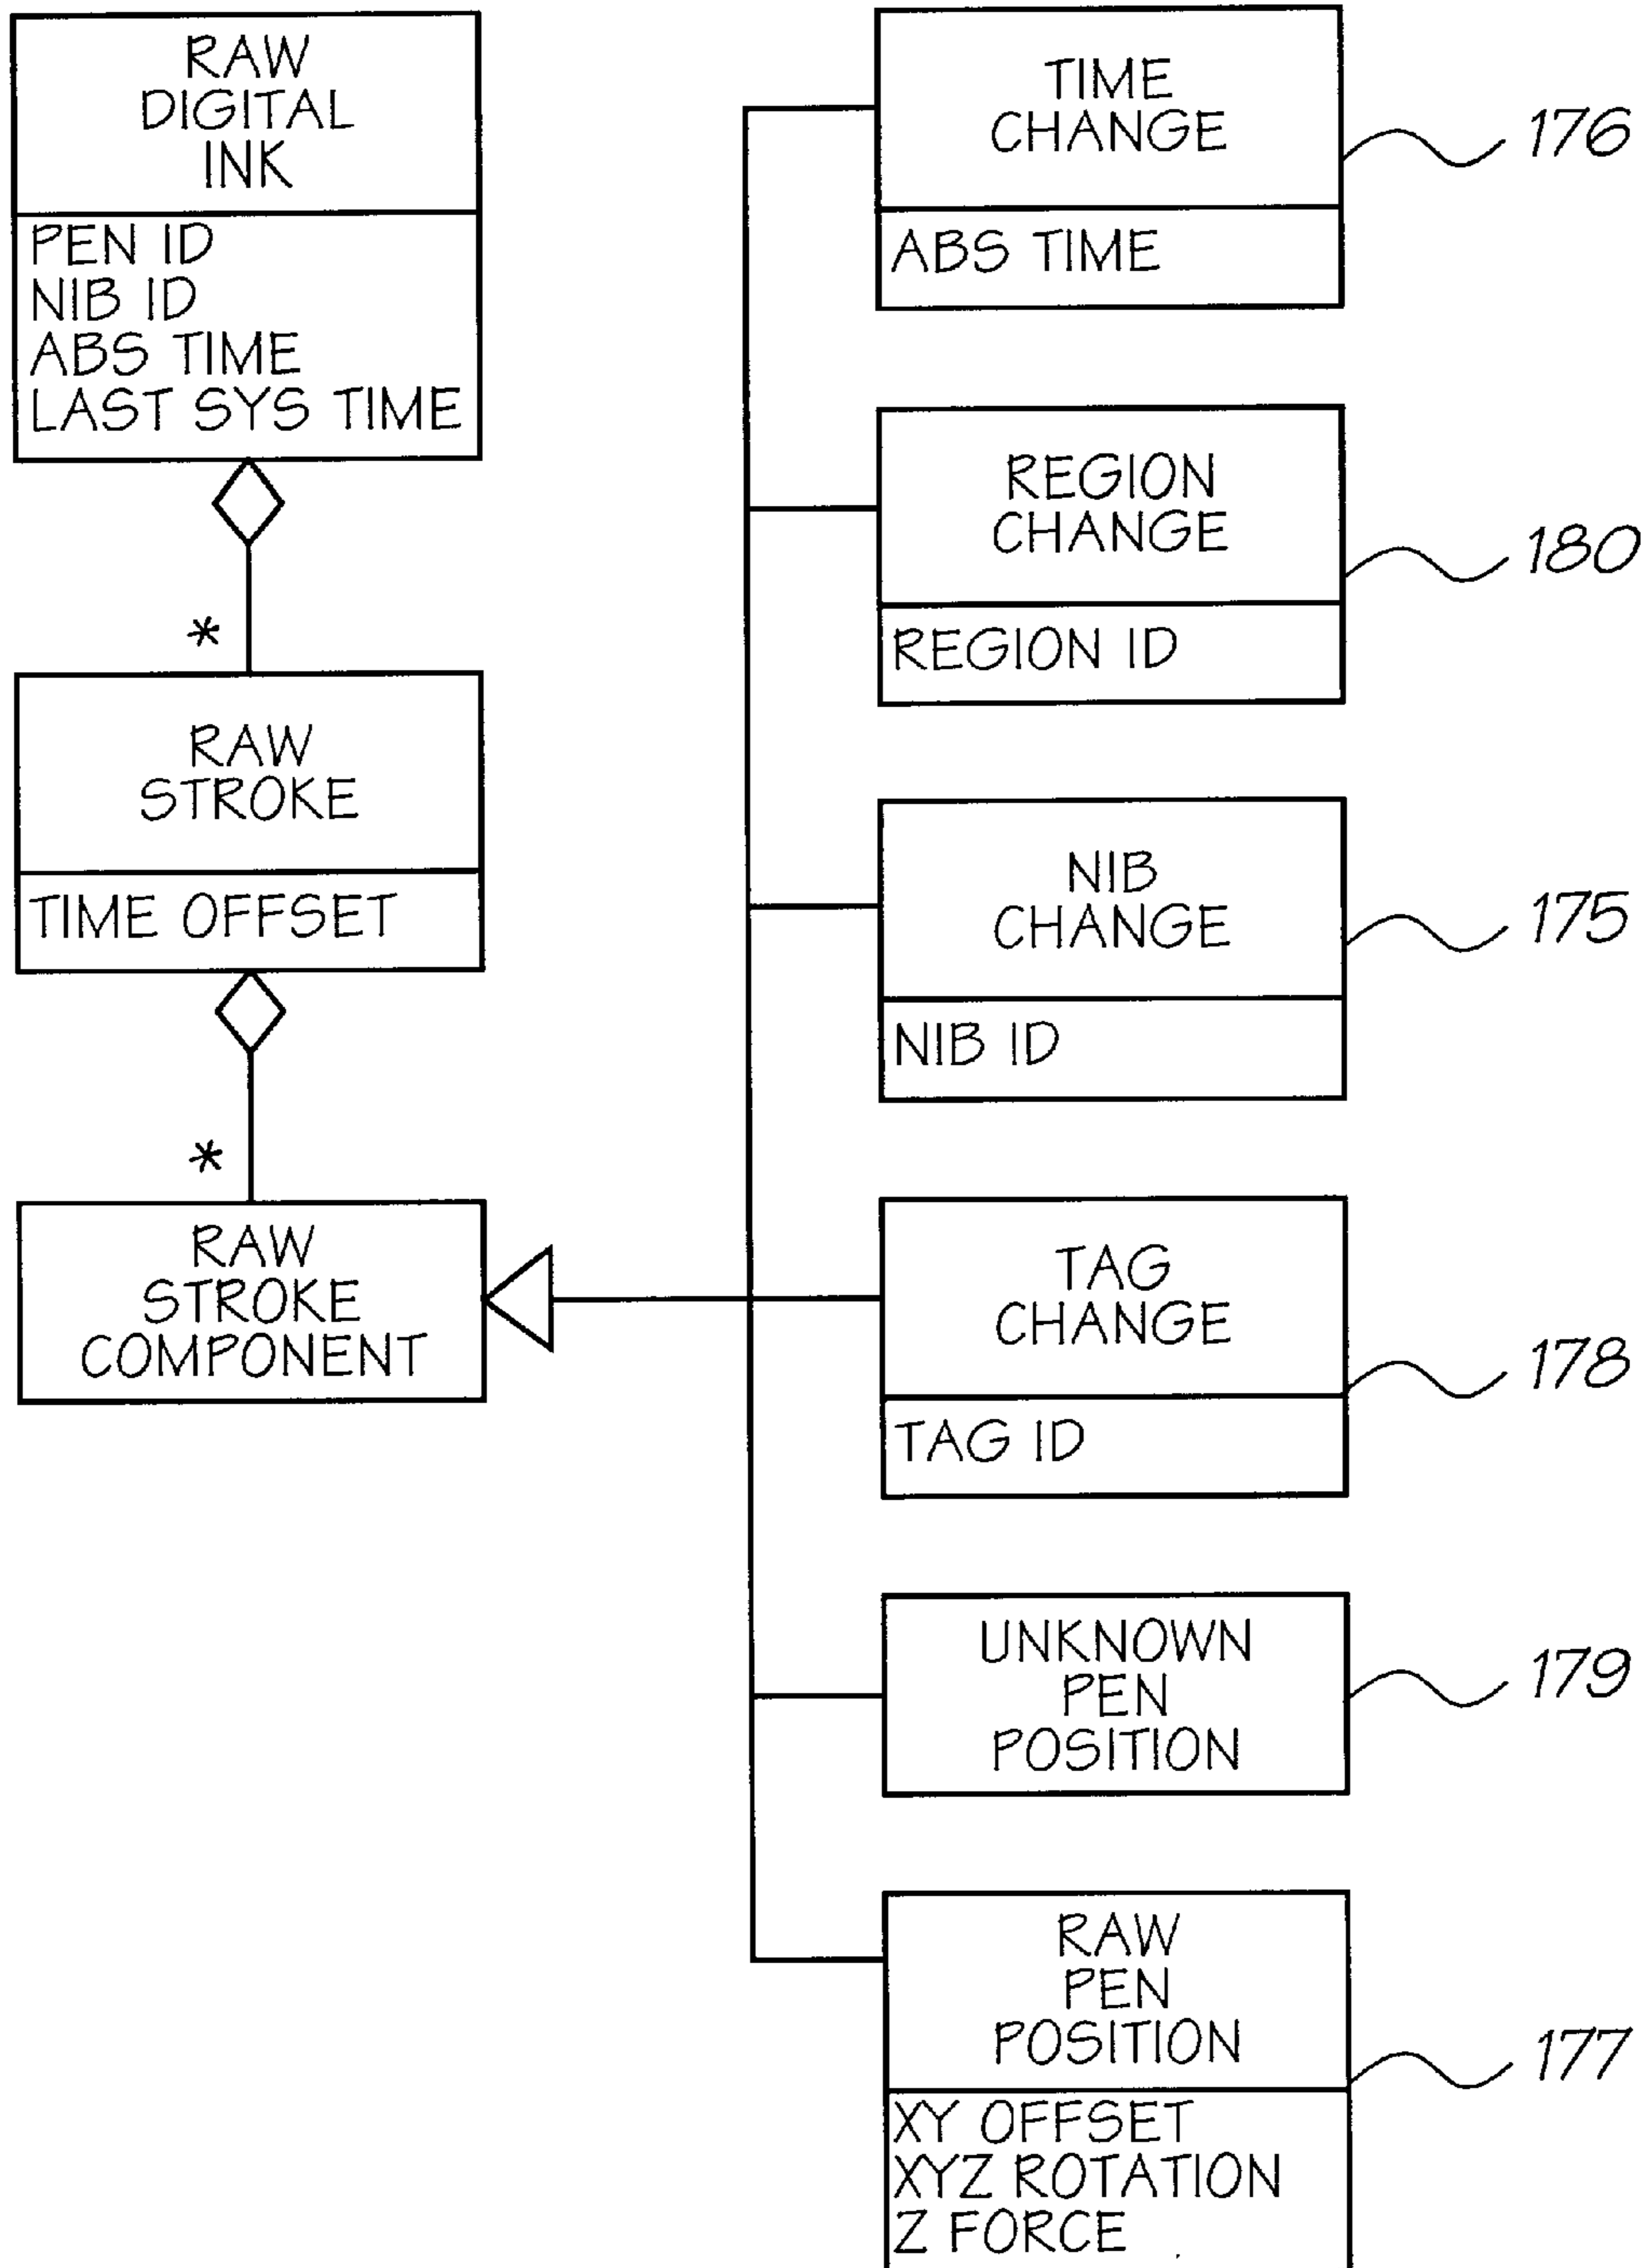 RAW
DIGITAL
INK
PEN ID
NIB ID
ABS TIME
LAST SYS TIME
*
RAW
STROKE
TIME OFFSET
*
RAW
STROKE
COMPONENT
TIME
CHANGE
ABS TIME
176
REGION
CHANGE
REGION ID
180
NIB
CHANGE
NIB ID
175
TAG
CHANGE
TAG ID
178
UNKNOWN
PEN
POSITION
179
RAW
PEN
POSITION
XY OFFSET
XYZ ROTATION
Z FORCE
177